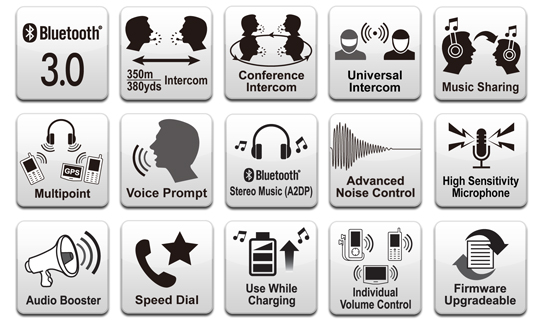 Bluetooth®
3.0
350m
380yds Intercom
Conference
Intercom
Universal
Intercom
Music Sharing
GPS
Multipoint
Voice Prompt
Bluetooth®
Stereo Music (A2DP)
Advanced
Noise Control
High Sensitivity
Microphone
Audio Booster
Speed Dial
Use While
Charging
Individual
Volume Control
Firmware
Upgradeable